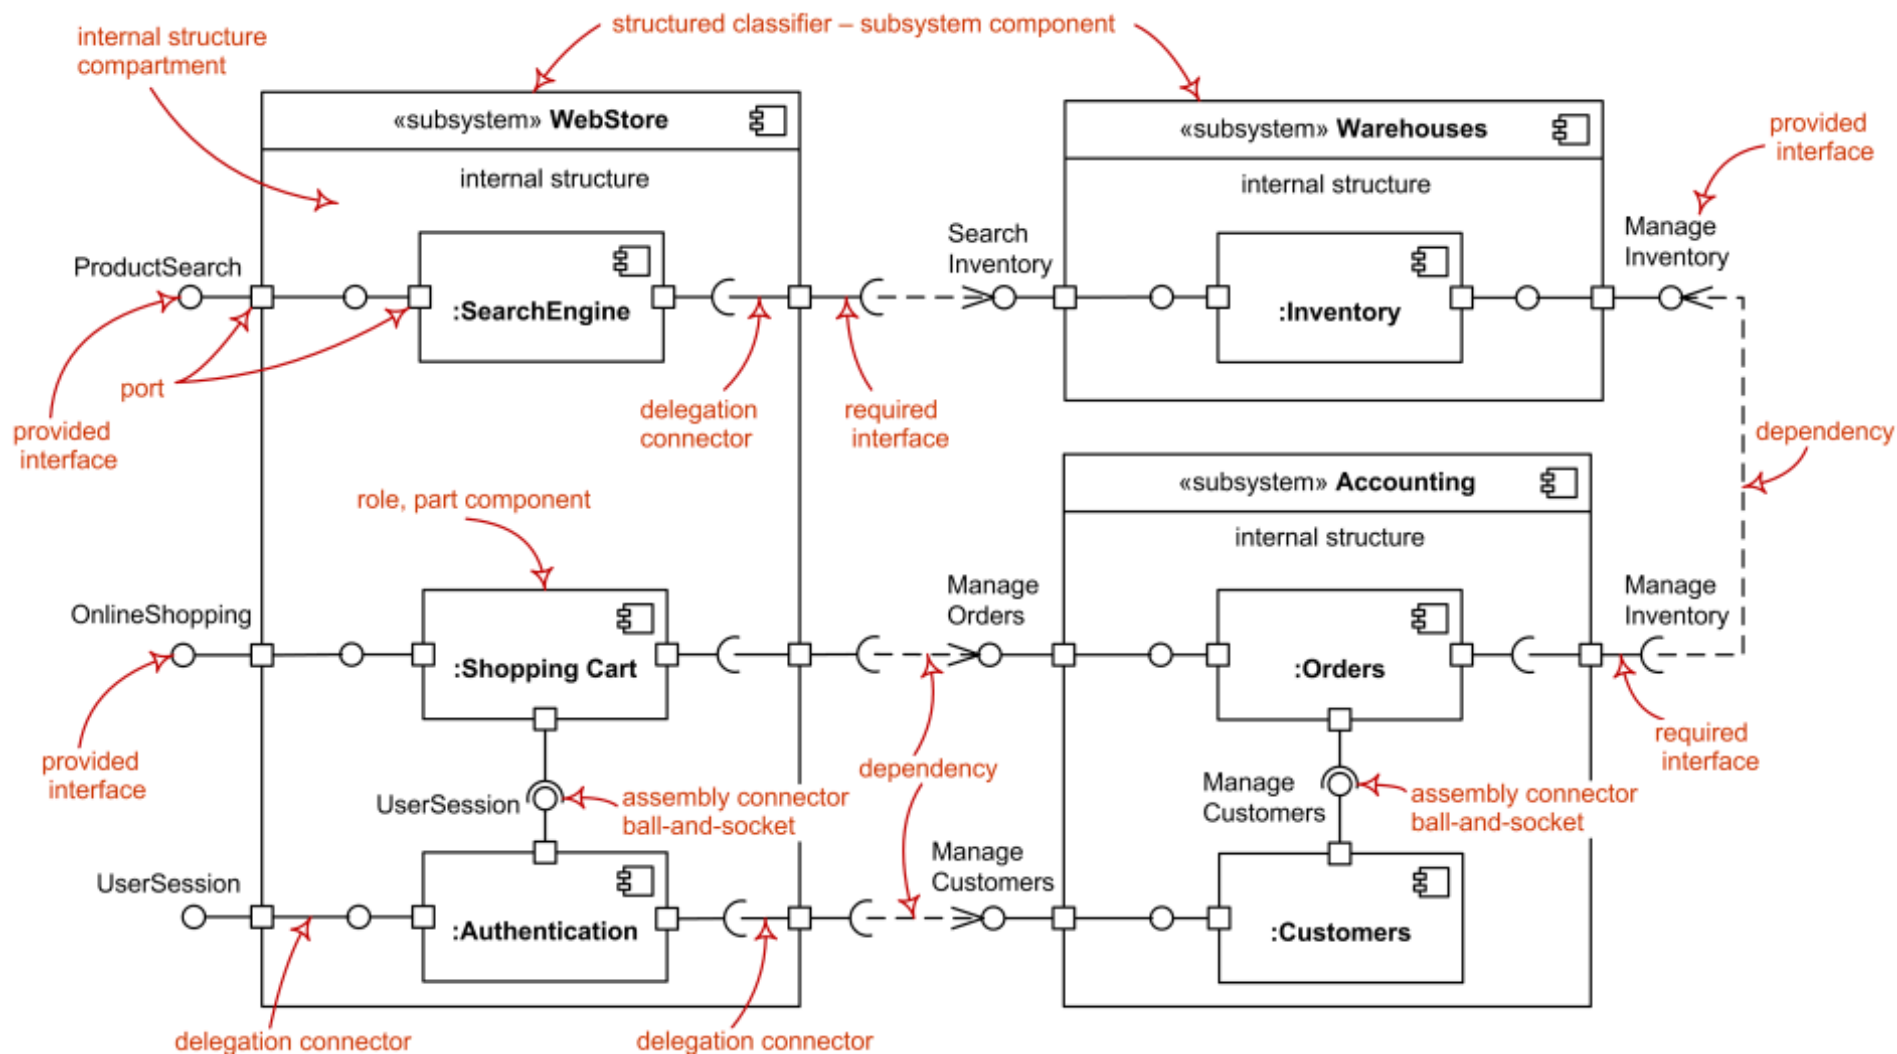 structured classifier – subsystem component
internal structure
compartment
«subsystem» WebStore
internal structure
«subsystem» Warehouses
internal structure
provided
interface
ProductSearch
:SearchEngine
Search
Inventory
:Inventory
Manage
Inventory
port
provided
interface
delegation
connector
required
interface
dependency
«subsystem» Accounting
internal structure
role, part component
OnlineShopping
:Shopping Cart
Manage
Orders
:Orders
Manage
Inventory
provided
interface
dependency
required
interface
UserSession
assembly connector
ball-and-socket
Manage
Customers
assembly connector
ball-and-socket
UserSession
:Authentication
Manage
Customers
:Customers
delegation connector
delegation connector